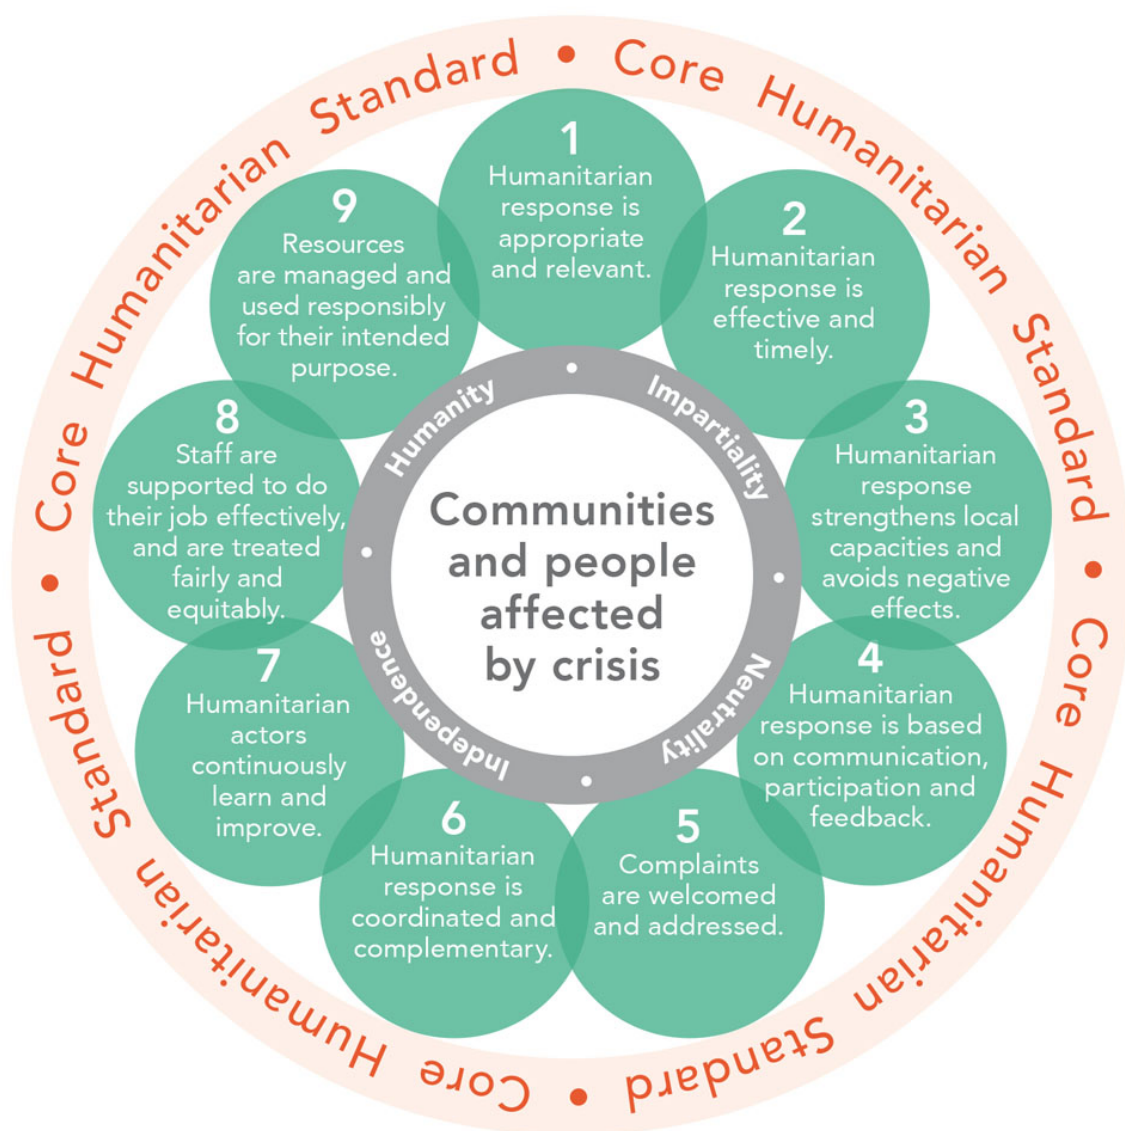 Core Humanitarian Standard • Core Humanitarian Standard • Core Humanitarian Standard • Core Humanitarian Standard •
1
Humanitarian
response is
appropriate
and relevant.
2
Humanitarian
response is
effective and
timely.
3
Humanitarian
response
strengthens local
capacities and
avoids negative
effects.
4
Humanitarian
response is based
on communication,
participation and
feedback.
5
Complaints
are welcomed
and addressed.
6
Humanitarian
response is
coordinated and
complementary.
7
Humanitarian
actors
continuously
learn and
improve.
8
Staff are
supported to do
their job effectively,
and are treated
fairly and
equitably.
9
Resources
are managed and
used responsibly
for their intended
purpose.
Humanity • Impartiality • Neutrality • Independence •
Communities
and people
affected
by crisis